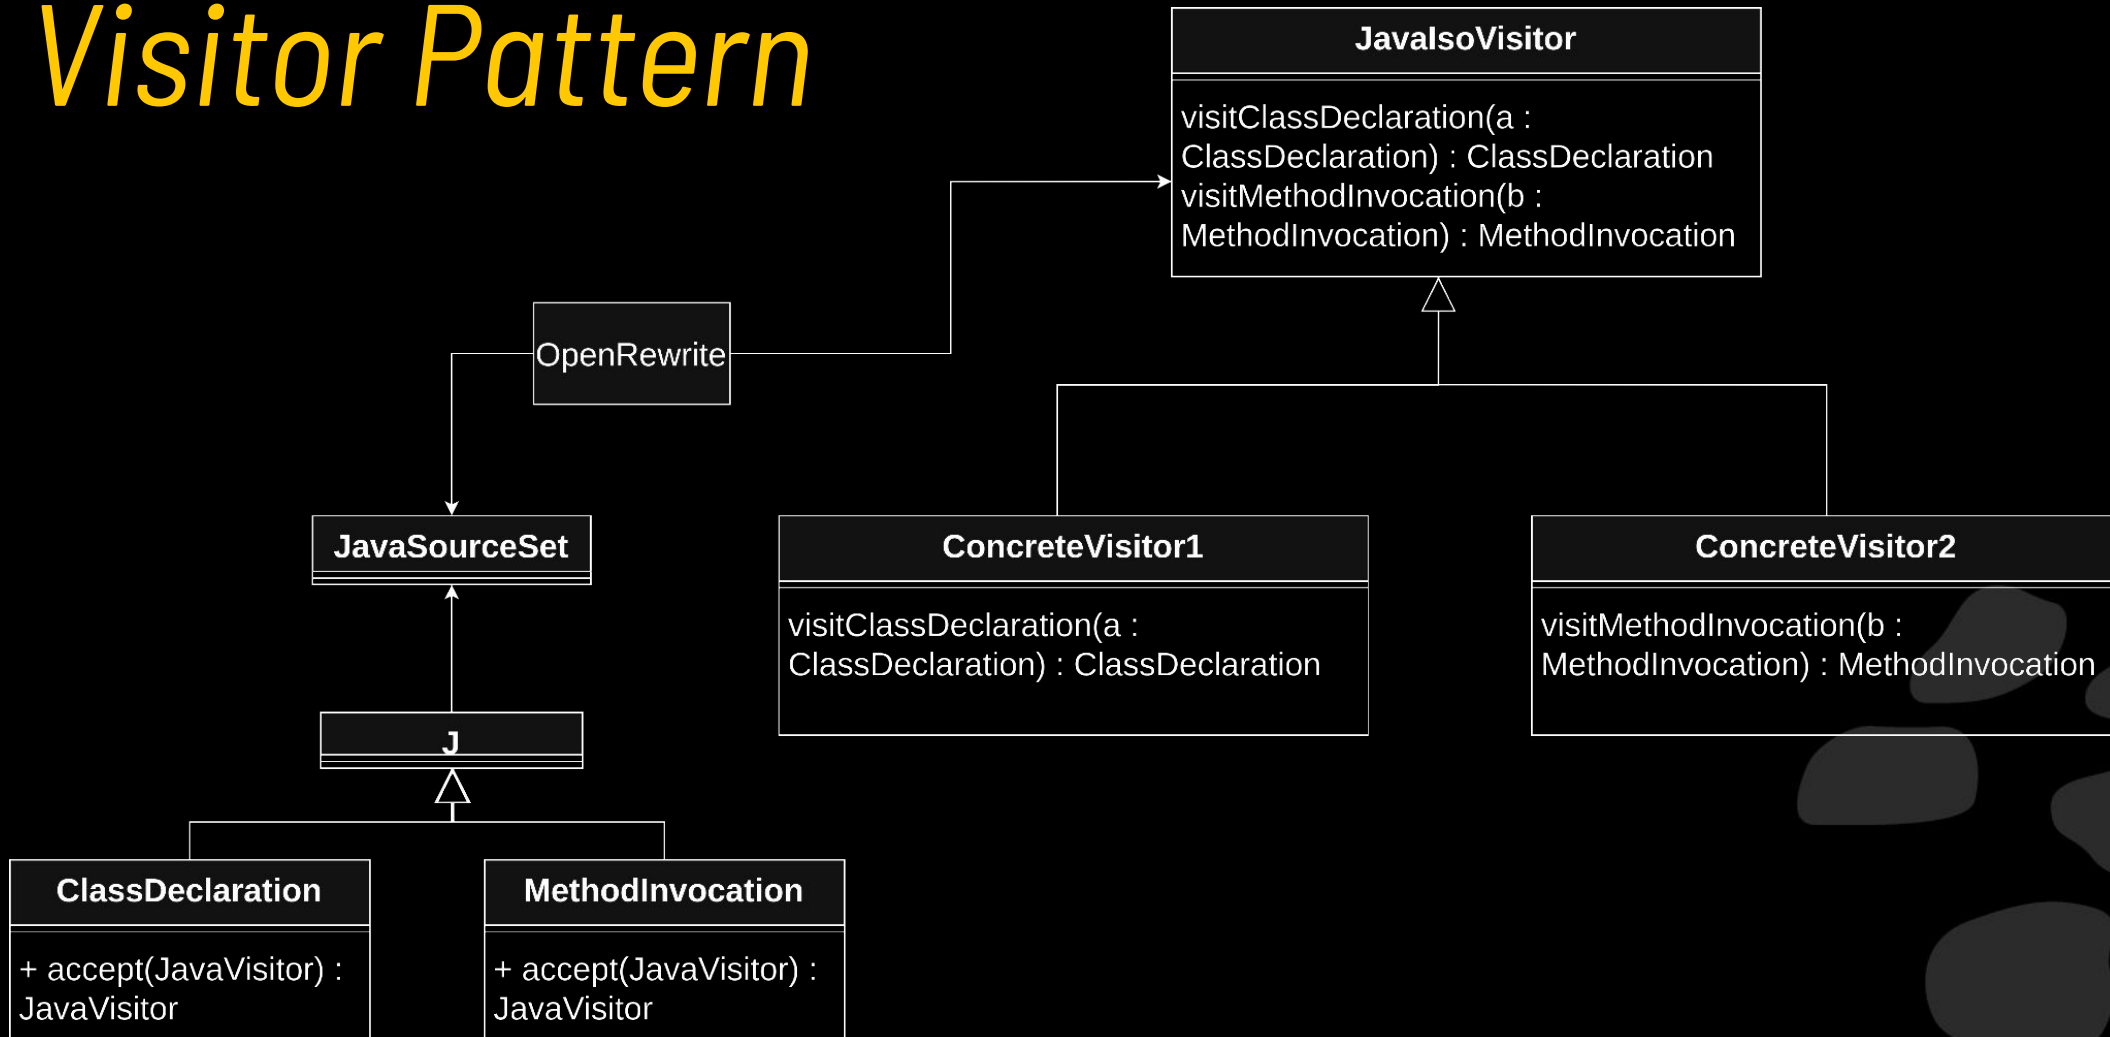 Visitor Pattern
JavaIsoVisitor
visitClassDeclaration(a :
ClassDeclaration) : ClassDeclaration
visitMethodInvocation(b :
MethodInvocation) : MethodInvocation
OpenRewrite
JavaSourceSet
ConcreteVisitor1
visitClassDeclaration(a :
ClassDeclaration) : ClassDeclaration
ConcreteVisitor2
visitMethodInvocation(b :
MethodInvocation) : MethodInvocation
J
ClassDeclaration
+ accept(JavaVisitor) :
JavaVisitor
MethodInvocation
+ accept(JavaVisitor) :
JavaVisitor